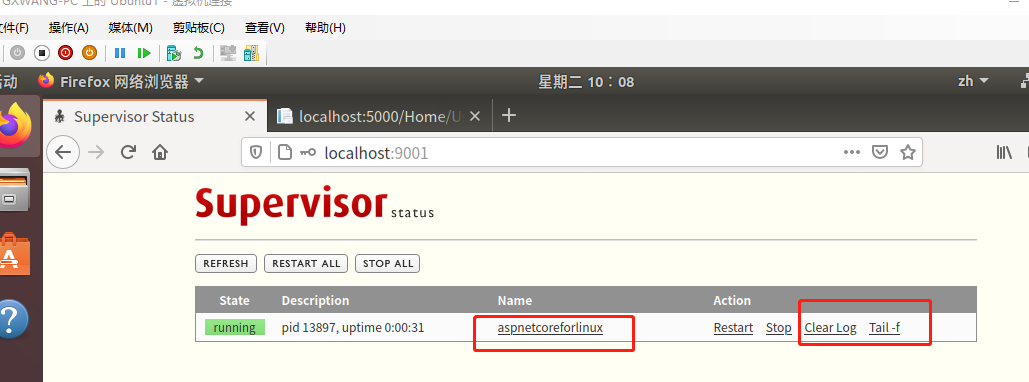 GXWANG-PC 上的 Ubuntu1 - 虚拟机连接
文件(F) 操作(A) 媒体(M) 剪贴板(C) 查看(V) 帮助(H)
活动 Firefox 网络浏览器 星期二 10：08 zh
Supervisor Status localhost:5000/Home/U
localhost:9001
Supervisor status
REFRESH RESTART ALL STOP ALL
State Description Name Action
running pid 13897, uptime 0:00:31 aspnetcoreforlinux Restart Stop Clear Log Tail -f